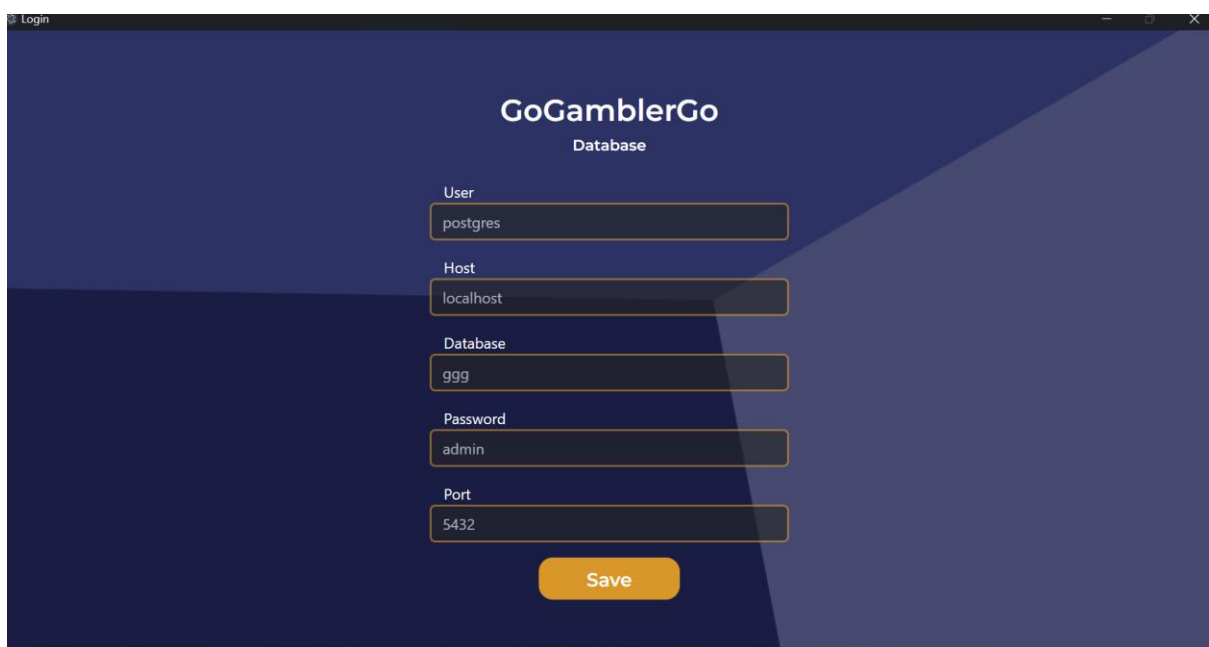 Login
GoGamblerGo
Database
User
postgres
Host
localhost
Database
ggg
Password
admin
Port
5432
Save